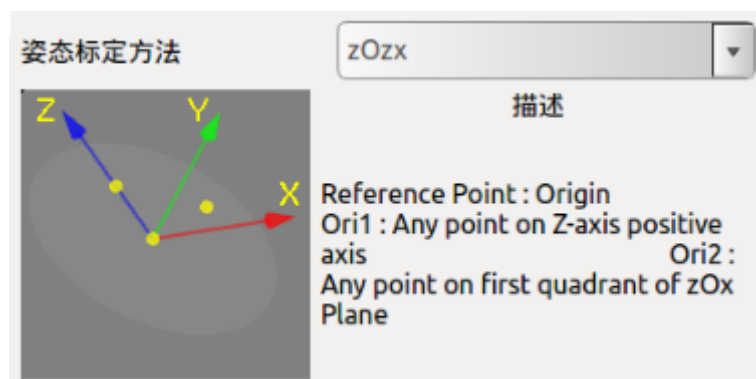 姿态标定方法
zOzx
描述
Z
Y
X
Reference Point : Origin
Ori1 : Any point on Z-axis positive
axis Ori2 :
Any point on first quadrant of zOx
Plane